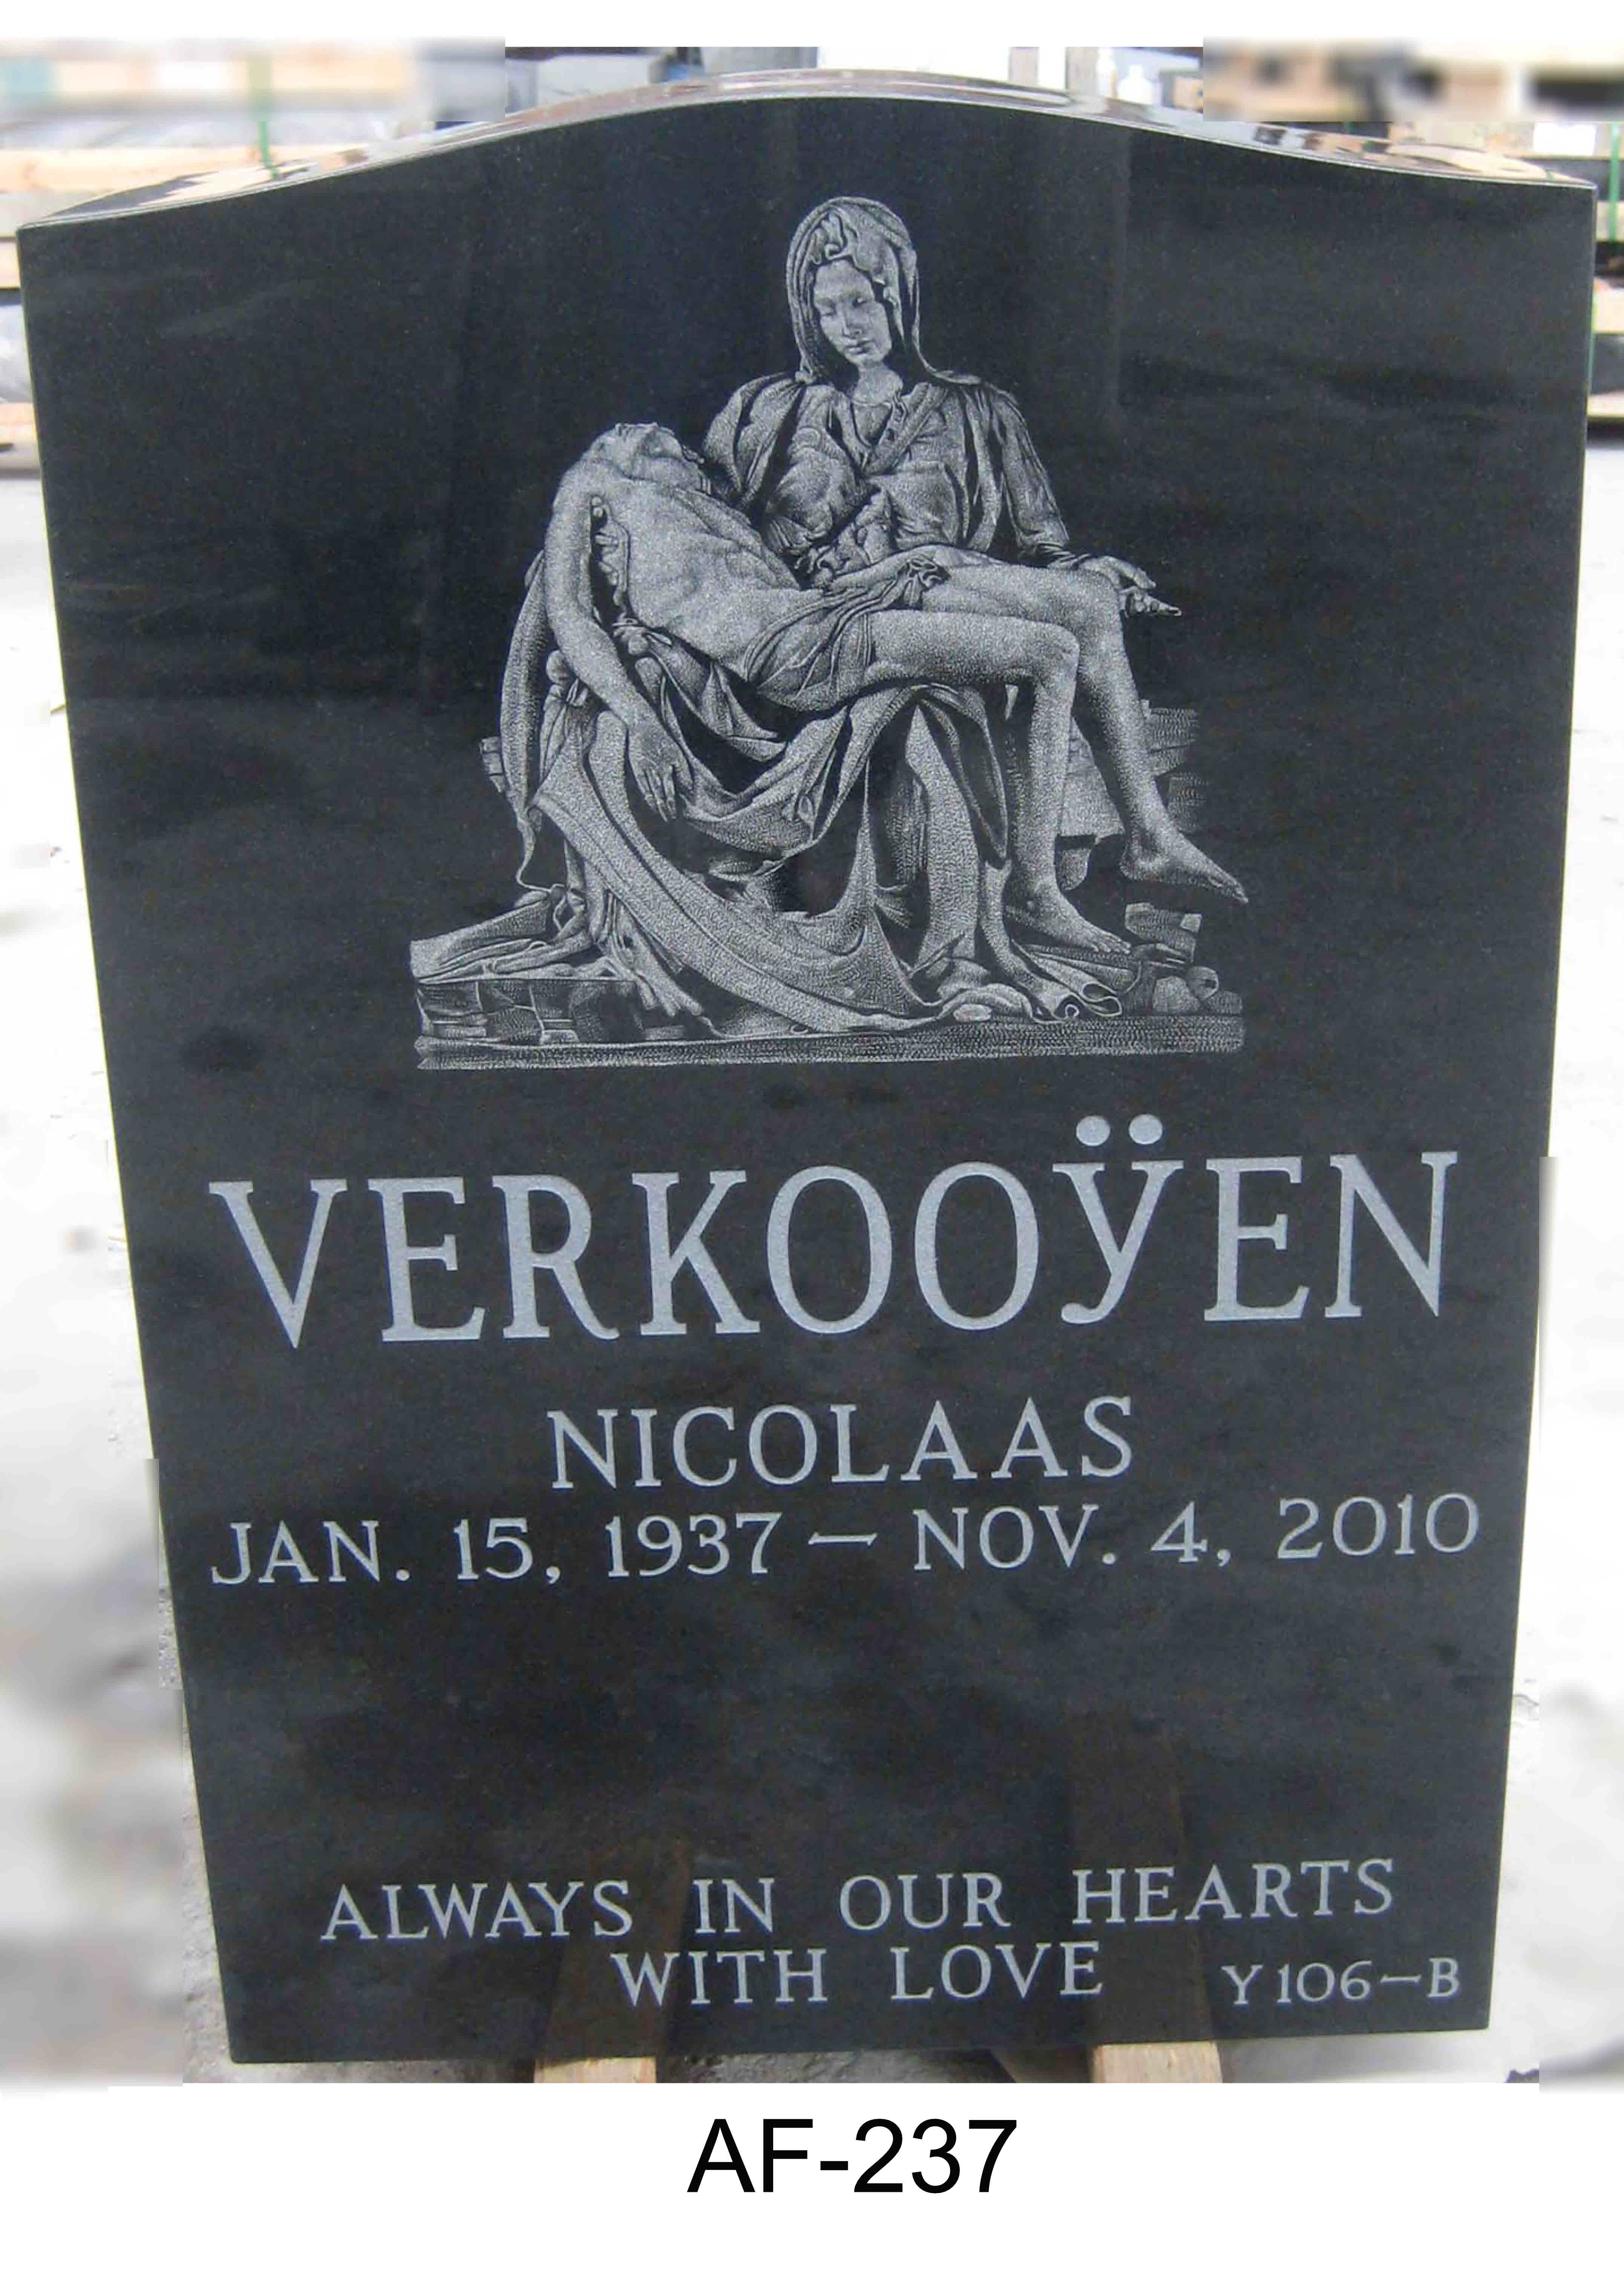 VERKOOŸEN
NICOLAAS
JAN. 15, 1937 — NOV. 4, 2010
ALWAYS IN OUR HEARTS
WITH LOVE Y106—B
AF-237